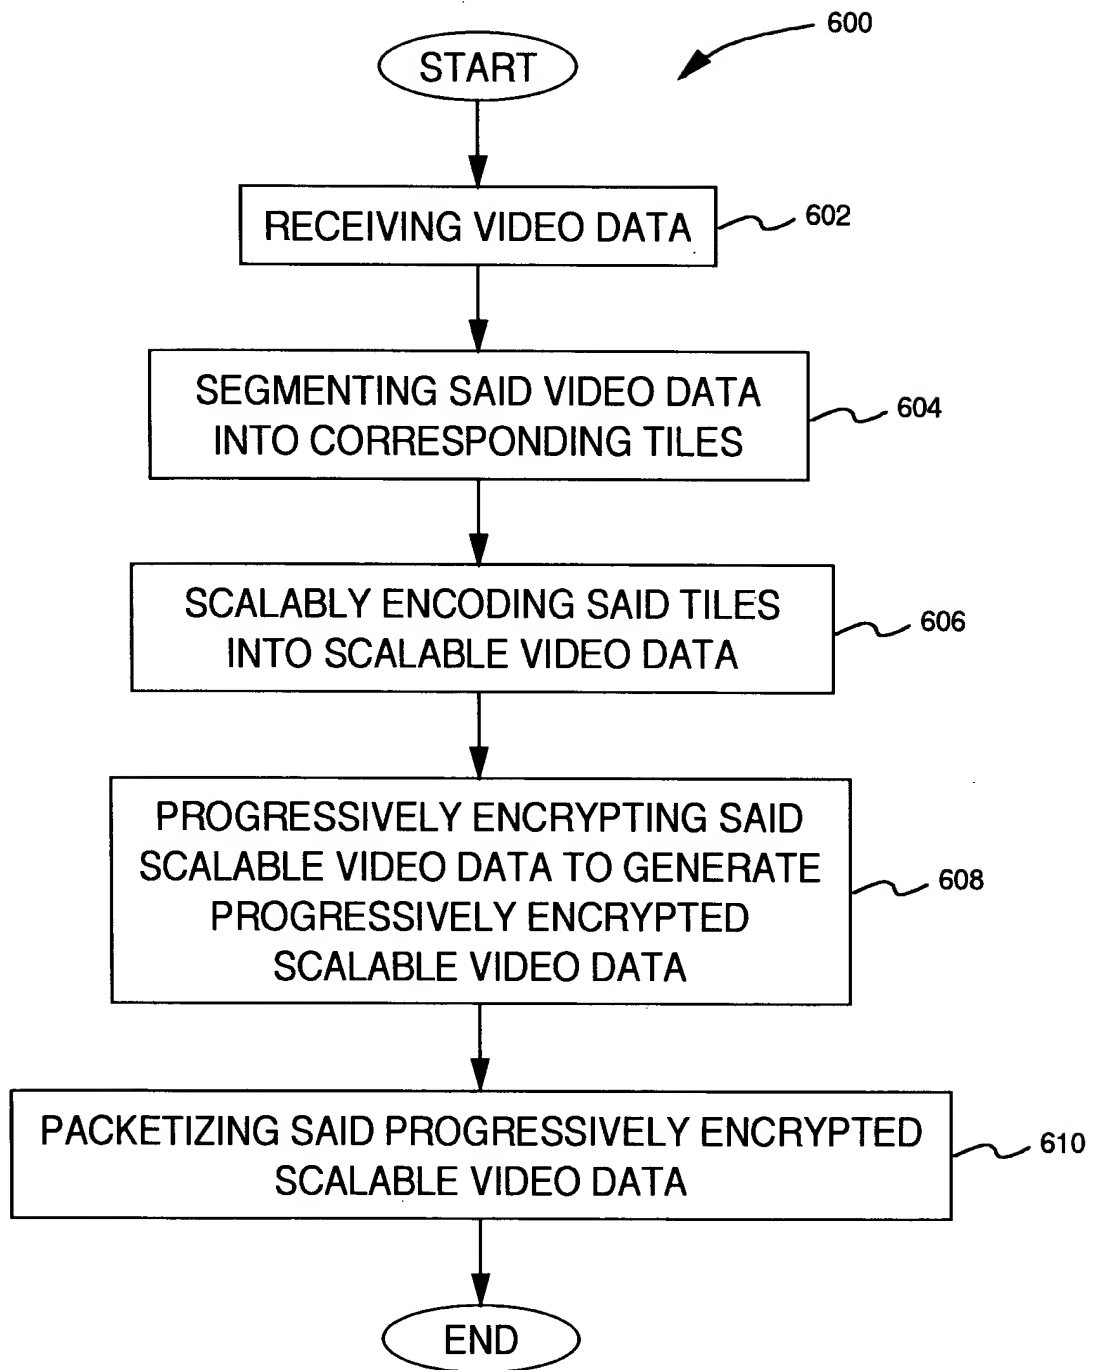 600
START
RECEIVING VIDEO DATA
602
SEGMENTING SAID VIDEO DATA
INTO CORRESPONDING TILES
604
SCALABLY ENCODING SAID TILES
INTO SCALABLE VIDEO DATA
606
PROGRESSIVELY ENCRYPTING SAID
SCALABLE VIDEO DATA TO GENERATE
PROGRESSIVELY ENCRYPTED
SCALABLE VIDEO DATA
608
PACKETIZING SAID PROGRESSIVELY ENCRYPTED
SCALABLE VIDEO DATA
610
END